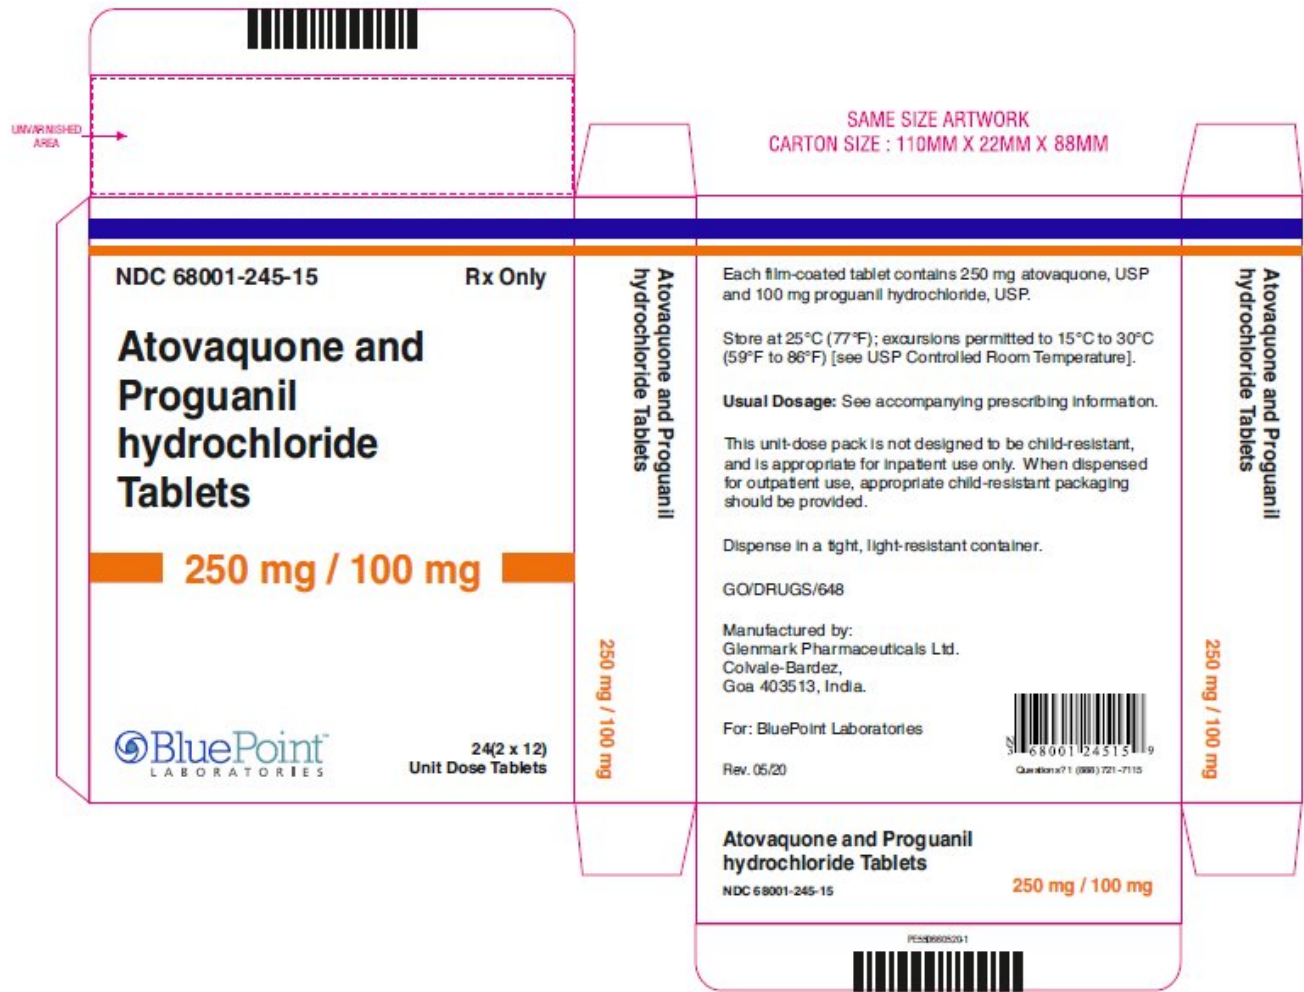 UNVARNISHED
AREA
SAME SIZE ARTWORK
CARTON SIZE : 110MM X 22MM X 88MM
NDC 68001-245-15 Rx Only
Atovaquone and
Proguanil
hydrochloride
Tablets
250 mg / 100 mg
BluePoint™
LABORATORIES
24(2 x 12)
Unit Dose Tablets
Atovaquone and Proguanil
hydrochloride Tablets
250 mg / 100 mg
Each film-coated tablet contains 250 mg atovaquone, USP
and 100 mg proguanil hydrochloride, USP.
Store at 25°C (77°F); excursions permitted to 15°C to 30°C
(59°F to 86°F) [see USP Controlled Room Temperature].
Usual Dosage: See accompanying prescribing information.
This unit-dose pack is not designed to be child-resistant,
and is appropriate for inpatient use only. When dispensed
for outpatient use, appropriate child-resistant packaging
should be provided.
Dispense in a tight, light-resistant container.
GO/DRUGS/648
Manufactured by:
Glenmark Pharmaceuticals Ltd.
Colvale-Bardez,
Goa 403513, India.
For: BluePoint Laboratories
Rev. 05/20
N3 68001 24515 9
Questions? 1 (866) 721-7115
Atovaquone and Proguanil
hydrochloride Tablets
250 mg / 100 mg
Atovaquone and Proguanil
hydrochloride Tablets
NDC 68001-245-15
250 mg / 100 mg